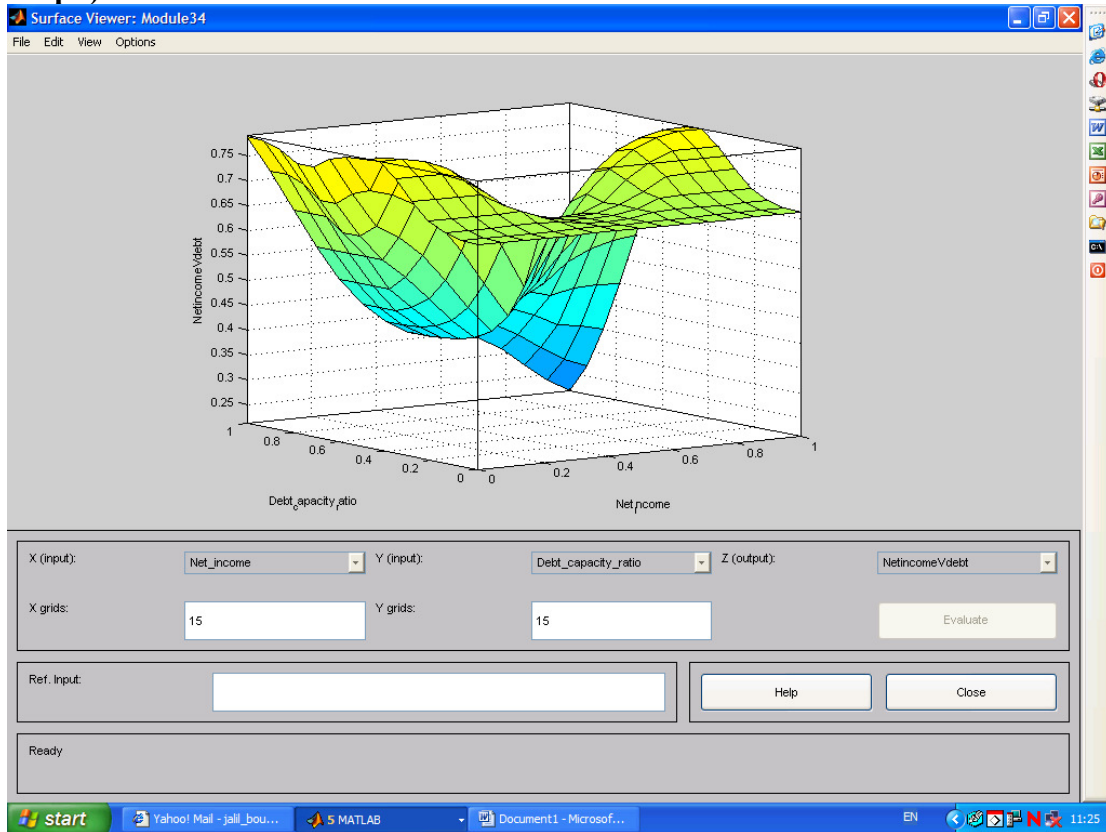 Surface Viewer: Module34
File Edit View Options
0.75
0.7
0.65
0.6
0.55
0.5
0.45
0.4
0.35
0.3
0.25
NetincomeVdebt
1 0.8 0.6 0.4 0.2 0
0 0.2 0.4 0.6 0.8 1
Debt_capacity_ratio
Net_income
X (input): Net_income Y (input): Debt_capacity_ratio Z (output): NetincomeVdebt
X grids: 15 Y grids: 15 Evaluate
Ref. Input: Help Close
Ready
start Yahoo! Mail - jalil_bou... 5 MATLAB Document1 - Microsof... EN 11:25